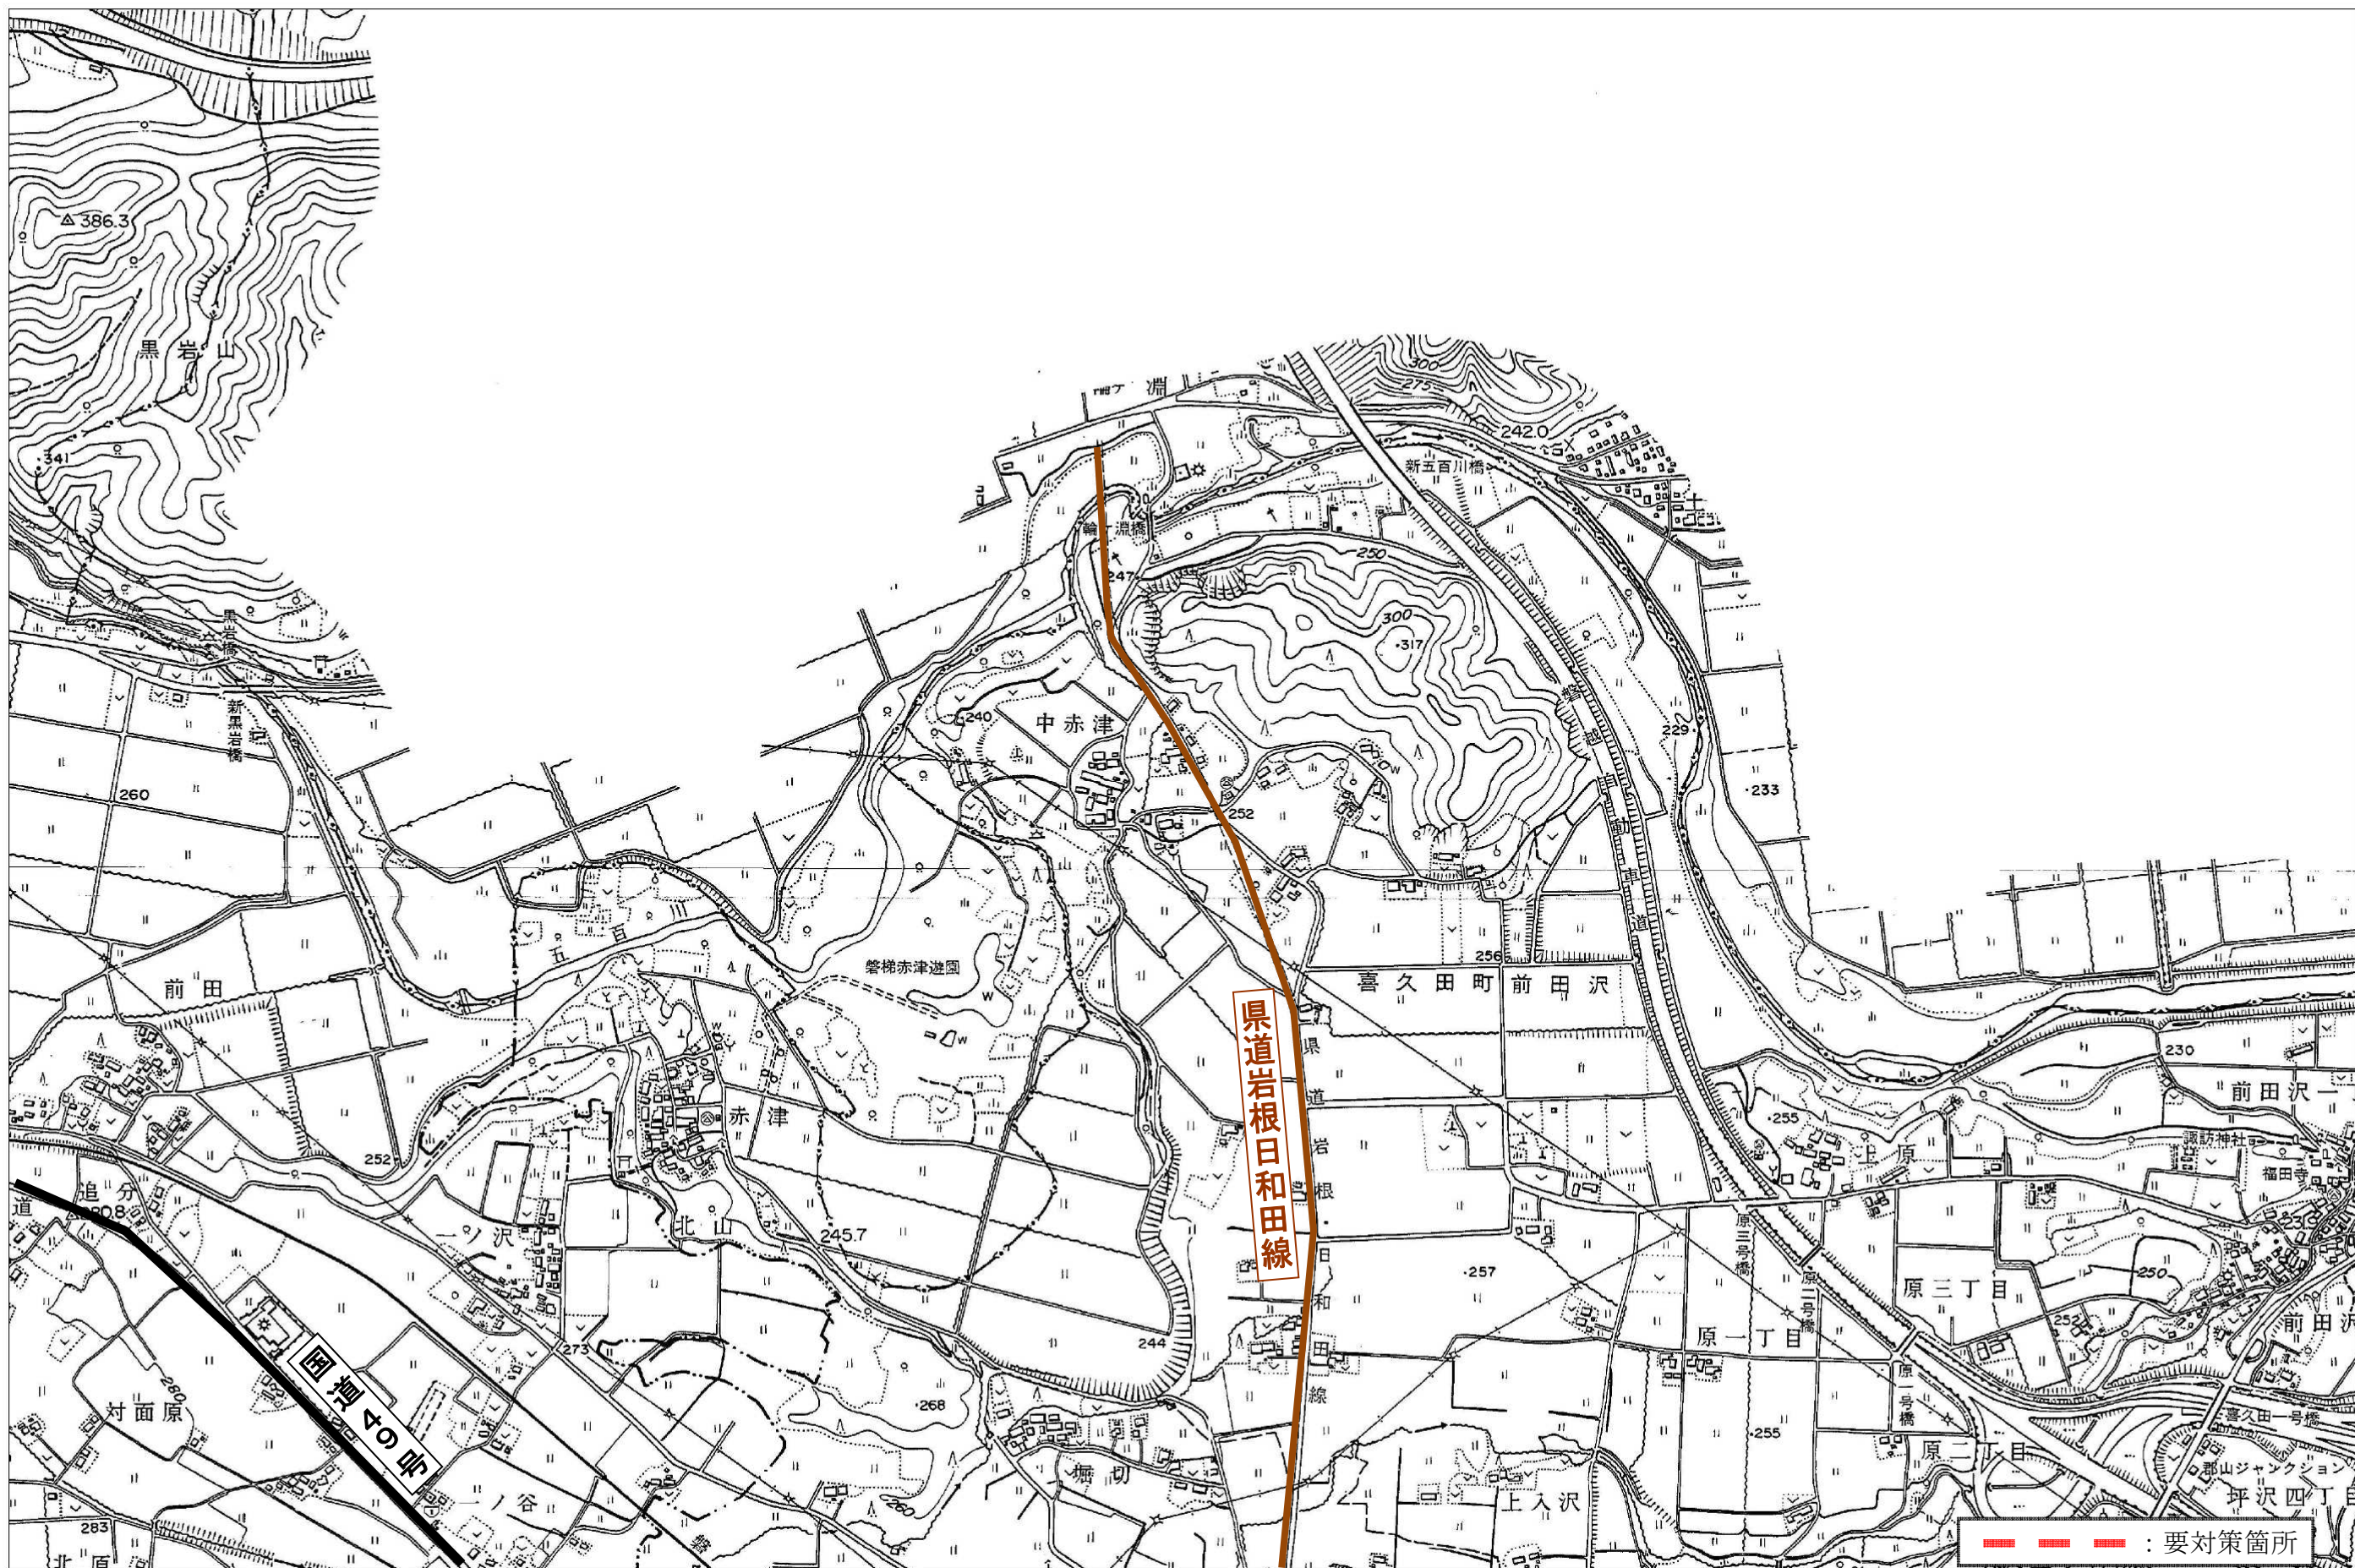 386.3
黒岩山
341
300
275
淵
242.0
新五百川橋
輪ヶ淵橋
250
247
300
317
黒岩橋
新黒岩橋
240
中赤津
磐越自動車道
229
260
252
233
五百川
磐梯赤津遊園
W
W
W
W
前田
256
喜久田町前田沢
県道岩根日和田線
県道岩根日和田線
230
前田沢一
255
上原
諏訪神社
福田寺
赤津
252
追分
道
280.8
一ノ沢
北山
245.7
原三号橋
原二号橋
257
原三丁目
250
252
前田沢
原一丁目
244
273
国道49号
280
対面原
268
原一号橋
喜久田一号橋
255
原二丁目
郡山ジャンクション
坪沢四丁目
堀切
上入沢
260
一ノ谷
283
北原
：要対策箇所